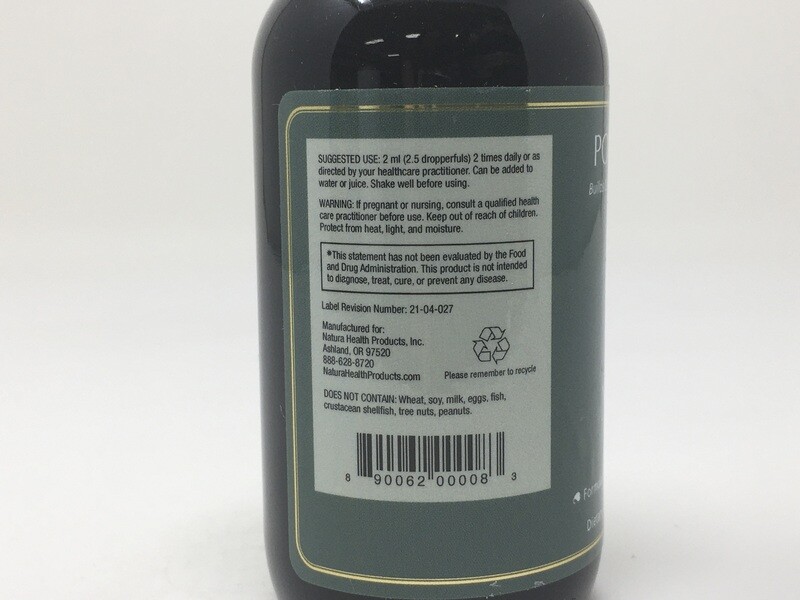 SUGGESTED USE: 2 ml (2.5 dropperfuls) 2 times daily or as
directed by your healthcare practitioner. Can be added to
water or juice. Shake well before using.
WARNING: If pregnant or nursing, consult a qualified health
care practitioner before use. Keep out of reach of children.
Protect from heat, light, and moisture.
*This statement has not been evaluated by the Food
and Drug Administration. This product is not intended
to diagnose, treat, cure, or prevent any disease.
Label Revision Number: 21-04-027
Manufactured for:
Natura Health Products, Inc.
Ashland, OR 97520
888-628-8720
NaturaHealthProducts.com
Please remember to recycle
DOES NOT CONTAIN: Wheat, soy, milk, eggs, fish,
crustacean shellfish, tree nuts, peanuts.
8 90062 00008 3